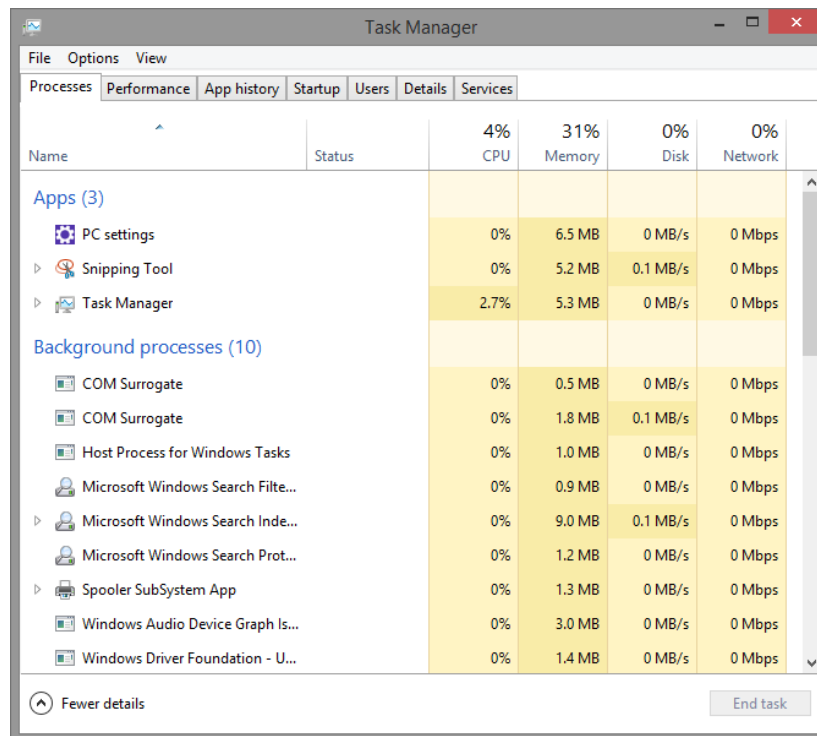 Task Manager
File Options View
Processes Performance App history Startup Users Details Services
4% 31% 0% 0%
Name Status CPU Memory Disk Network
Apps (3)
PC settings 0% 6.5 MB 0 MB/s 0 Mbps
Snipping Tool 0% 5.2 MB 0.1 MB/s 0 Mbps
Task Manager 2.7% 5.3 MB 0 MB/s 0 Mbps
Background processes (10)
COM Surrogate 0% 0.5 MB 0 MB/s 0 Mbps
COM Surrogate 0% 1.8 MB 0.1 MB/s 0 Mbps
Host Process for Windows Tasks 0% 1.0 MB 0 MB/s 0 Mbps
Microsoft Windows Search Filte... 0% 0.9 MB 0 MB/s 0 Mbps
Microsoft Windows Search Inde... 0% 9.0 MB 0.1 MB/s 0 Mbps
Microsoft Windows Search Prot... 0% 1.2 MB 0 MB/s 0 Mbps
Spooler SubSystem App 0% 1.3 MB 0 MB/s 0 Mbps
Windows Audio Device Graph Is... 0% 3.0 MB 0 MB/s 0 Mbps
Windows Driver Foundation - U... 0% 1.4 MB 0 MB/s 0 Mbps
Fewer details End task